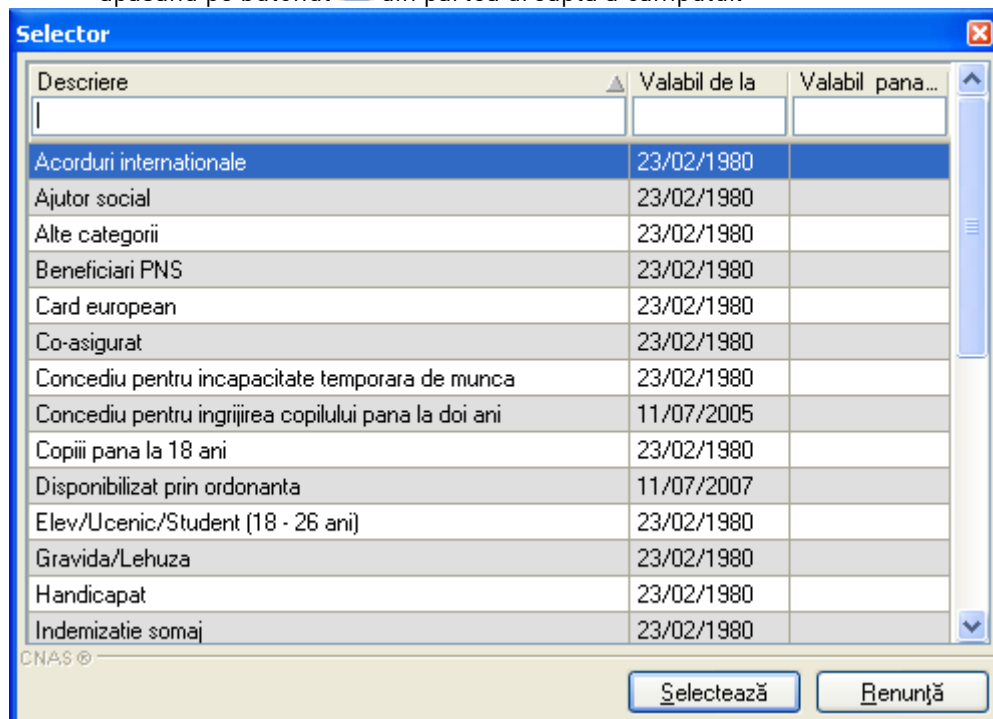 Selector
Descriere Valabil de la Valabil pana...
Acorduri internationale 23/02/1980
Ajutor social 23/02/1980
Alte categorii 23/02/1980
Beneficiari PNS 23/02/1980
Card european 23/02/1980
Co-asigurat 23/02/1980
Concediu pentru incapacitate temporara de munca 23/02/1980
Concediu pentru ingrijirea copilului pana la doi ani 11/07/2005
Copiii pana la 18 ani 23/02/1980
Disponibilizat prin ordonanta 11/07/2007
Elev/Ucenic/Student (18 - 26 ani) 23/02/1980
Gravida/Lehuza 23/02/1980
Handicapat 23/02/1980
Indemizatie somaj 23/02/1980
CNAS ®
Selectează Renunţă